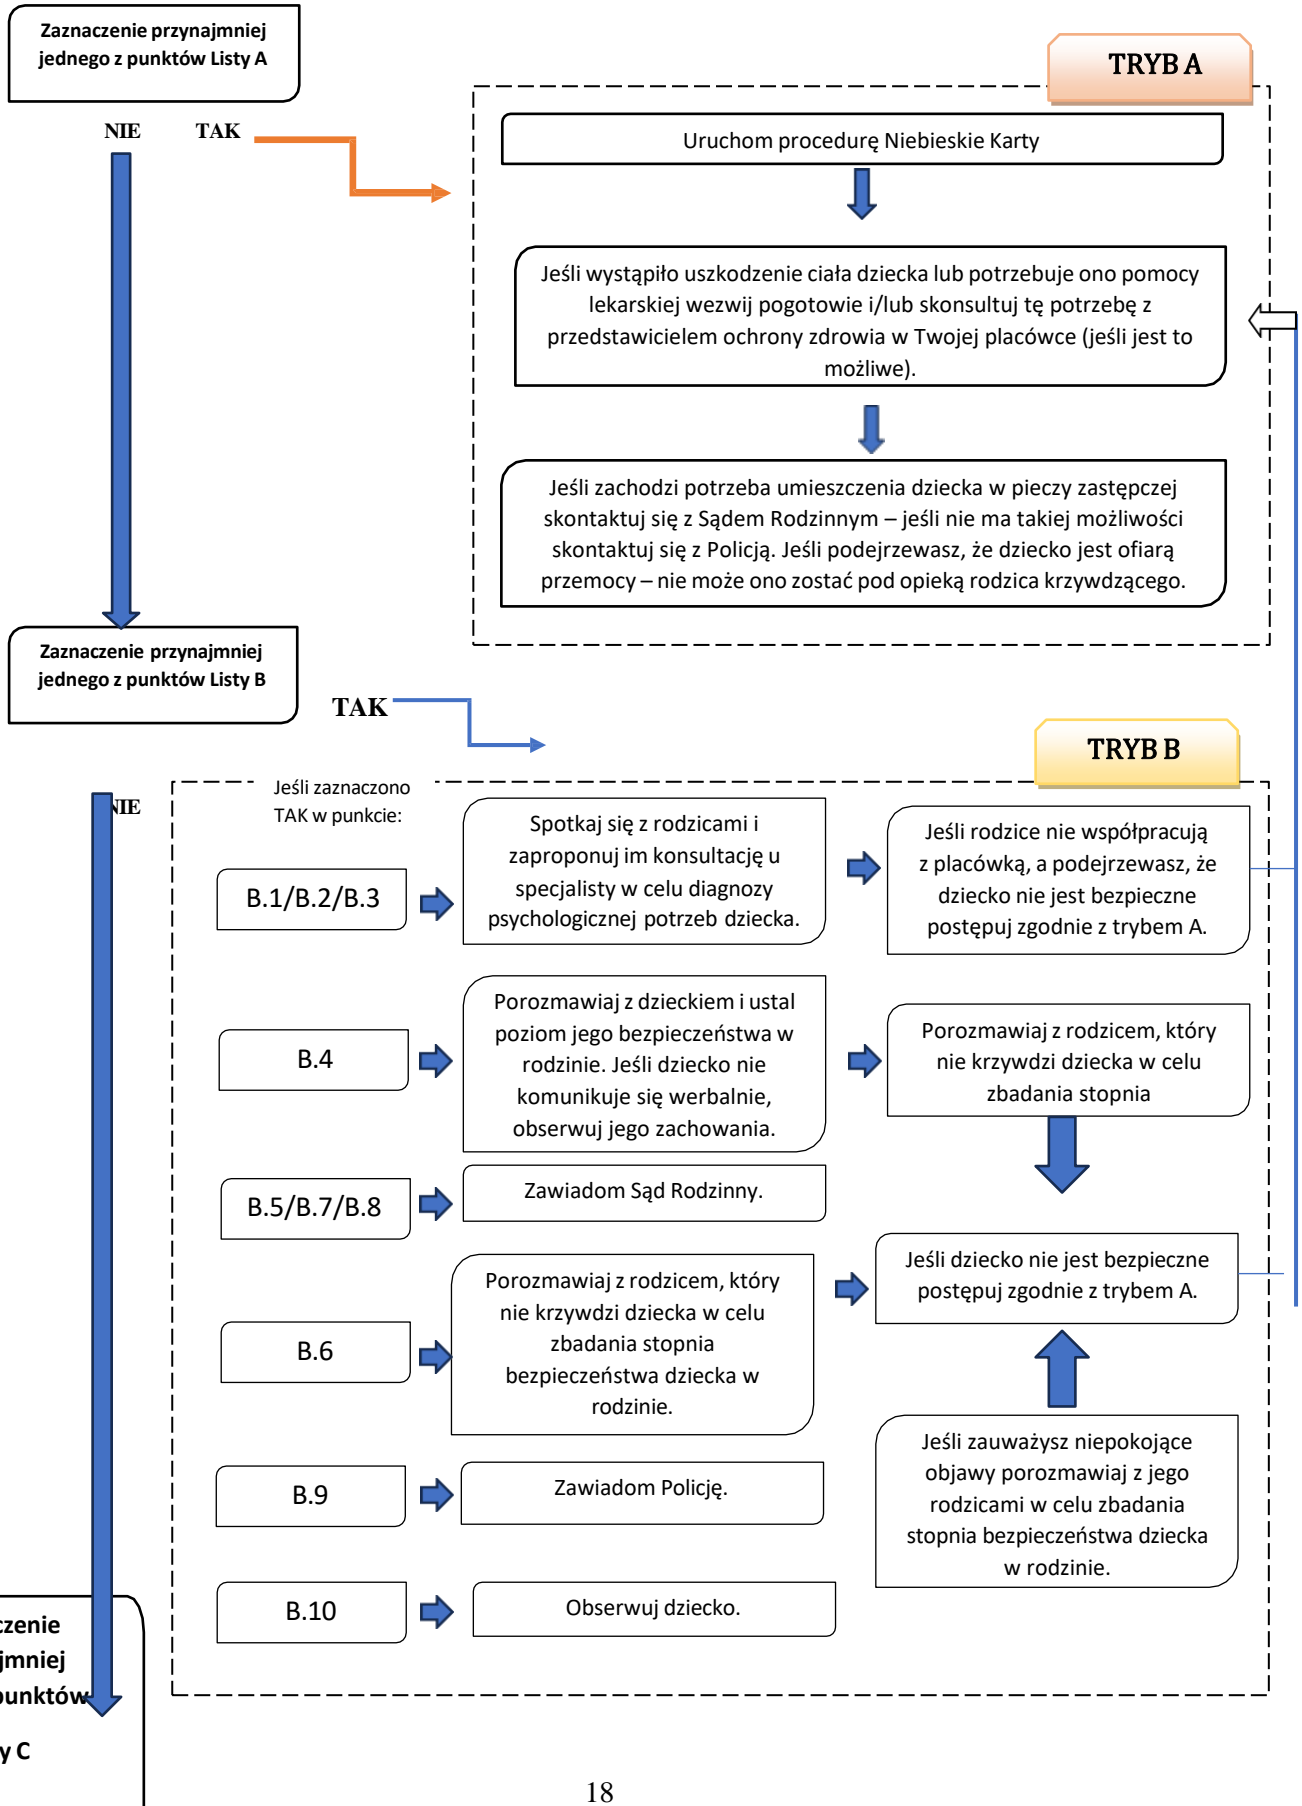 Zaznaczenie przynajmniej
jednego z punktów Listy A
NIE TAK
TRYB A
Uruchom procedurę Niebieskie Karty
Jeśli wystąpiło uszkodzenie ciała dziecka lub potrzebuje ono pomocy
lekarskiej wezwij pogotowie i/lub skonsultuj tę potrzebę z
przedstawicielem ochrony zdrowia w Twojej placówce (jeśli jest to
możliwe).
Jeśli zachodzi potrzeba umieszczenia dziecka w pieczy zastępczej
skontaktuj się z Sądem Rodzinnym – jeśli nie ma takiej możliwości
skontaktuj się z Policją. Jeśli podejrzewasz, że dziecko jest ofiarą
przemocy – nie może ono zostać pod opieką rodzica krzywdzącego.
Zaznaczenie przynajmniej
jednego z punktów Listy B
TAK
NIE
TRYB B
Jeśli zaznaczono
TAK w punkcie:
B.1/B.2/B.3
Spotkaj się z rodzicami i
zaproponuj im konsultację u
specjalisty w celu diagnozy
psychologicznej potrzeb dziecka.
Jeśli rodzice nie współpracują
z placówką, a podejrzewasz, że
dziecko nie jest bezpieczne
postępuj zgodnie z trybem A.
B.4
Porozmawiaj z dzieckiem i ustal
poziom jego bezpieczeństwa w
rodzinie. Jeśli dziecko nie
komunikuje się werbalnie,
obserwuj jego zachowania.
Porozmawiaj z rodzicem, który
nie krzywdzi dziecka w celu
zbadania stopnia
B.5/B.7/B.8
Zawiadom Sąd Rodzinny.
B.6
Porozmawiaj z rodzicem, który
nie krzywdzi dziecka w celu
zbadania stopnia
bezpieczeństwa dziecka w
rodzinie.
Jeśli dziecko nie jest bezpieczne
postępuj zgodnie z trybem A.
B.9
Zawiadom Policję.
Jeśli zauważysz niepokojące
objawy porozmawiaj z jego
rodzicami w celu zbadania
stopnia bezpieczeństwa dziecka
w rodzinie.
B.10
Obserwuj dziecko.
czenie
jmniej
punktów
y C
18